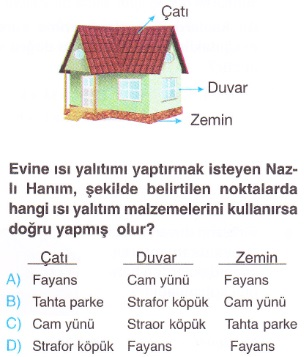 Çatı
Duvar
Zemin
Evine ısı yalıtımı yaptırmak isteyen Naz-
lı Hanım, şekilde belirtilen noktalarda
hangi ısı yalıtım malzemelerini kullanırsa
doğru yapmış olur?
Çatı Duvar Zemin
A) Fayans Cam yünü Fayans
B) Tahta parke Strafor köpük Cam yünü
C) Cam yünü Straor köpük Tahta parke
D) Strafor köpük Fayans Fayans